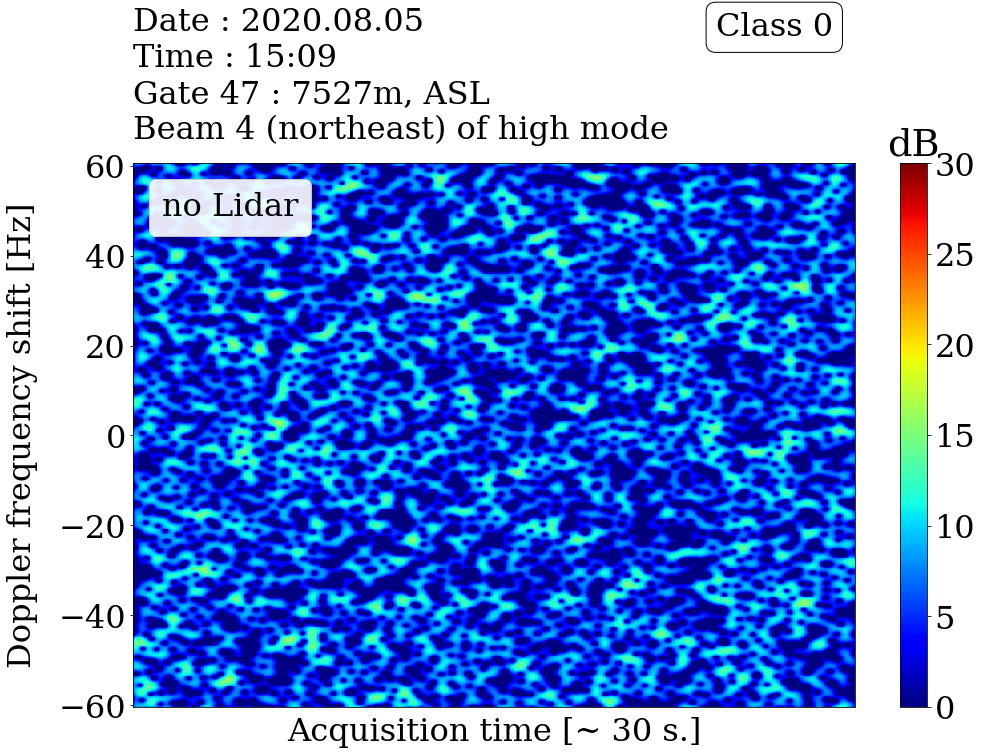 Date : 2020.08.05
Time : 15:09
Gate 47 : 7527m, ASL
Beam 4 (northeast) of high mode
Class 0
dB
no Lidar
Doppler frequency shift [Hz]
60
40
20
0
−20
−40
−60
Acquisition time [~ 30 s.]
30
25
20
15
10
5
0